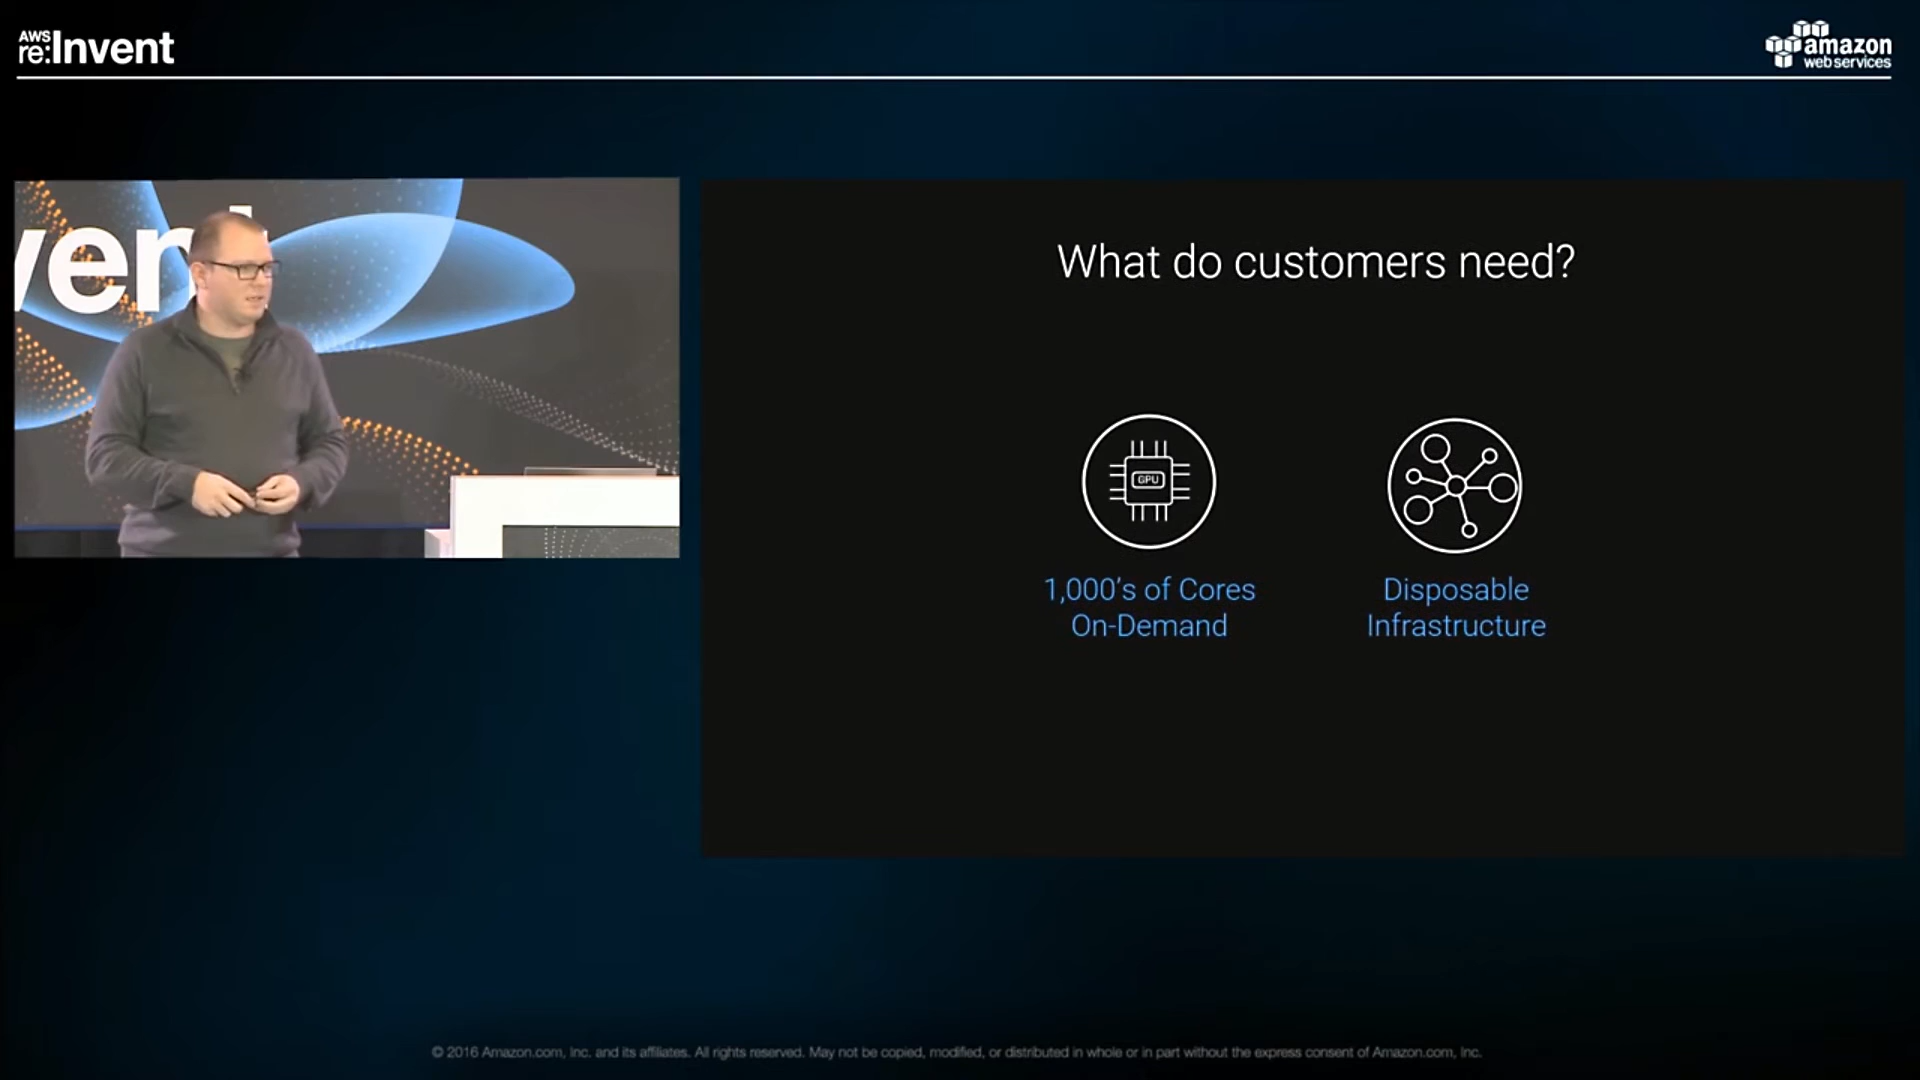 AWS
re:Invent
amazon
web services
ven
What do customers need?
GPU
1,000's of Cores
On-Demand
Disposable
Infrastructure
© 2016 Amazon.com, Inc. and its affiliates. All rights reserved. May not be copied, modified, or distributed in whole or in part without the express consent of Amazon.com, Inc.